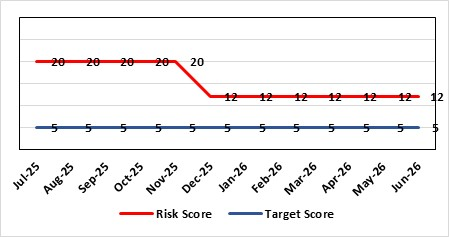 20 20 20 20 20
12 12 12 12 12 12 12
5 5 5 5 5 5 5 5 5 5 5 5
Jul-25 Aug-25 Sep-25 Oct-25 Nov-25 Dec-25 Jan-26 Feb-26 Mar-26 Apr-26 May-26 Jun-26
Risk Score Target Score